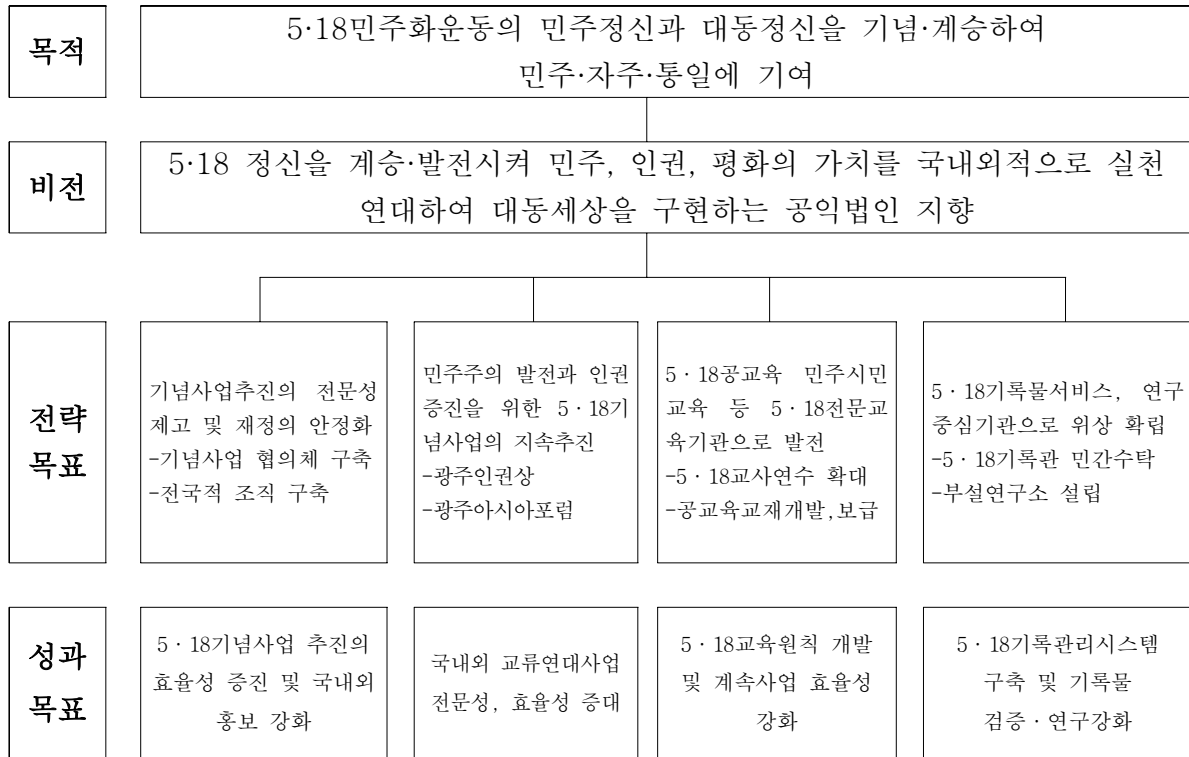 목적
5·18민주화운동의 민주정신과 대동정신을 기념·계승하여
민주·자주·통일에 기여
비전
5·18 정신을 계승·발전시켜 민주, 인권, 평화의 가치를 국내외적으로 실천
연대하여 대동세상을 구현하는 공익법인 지향
전략
목표
기념사업추진의 전문성
제고 및 재정의 안정화
-기념사업 협의체 구축
-전국적 조직 구축
민주주의 발전과 인권
증진을 위한 5·18기
념사업의 지속추진
-광주인권상
-광주아시아포럼
5·18공교육 민주시민
교육 등 5·18전문교
육기관으로 발전
-5·18교사연수 확대
-공교육교재개발,보급
5·18기록물서비스, 연구
중심기관으로 위상 확립
-5·18기록관 민간수탁
-부설연구소 설립
성과
목표
5·18기념사업 추진의
효율성 증진 및 국내외
홍보 강화
국내외 교류연대사업
전문성, 효율성 증대
5·18교육원칙 개발
및 계속사업 효율성
강화
5·18기록관리시스템
구축 및 기록물
검증·연구강화